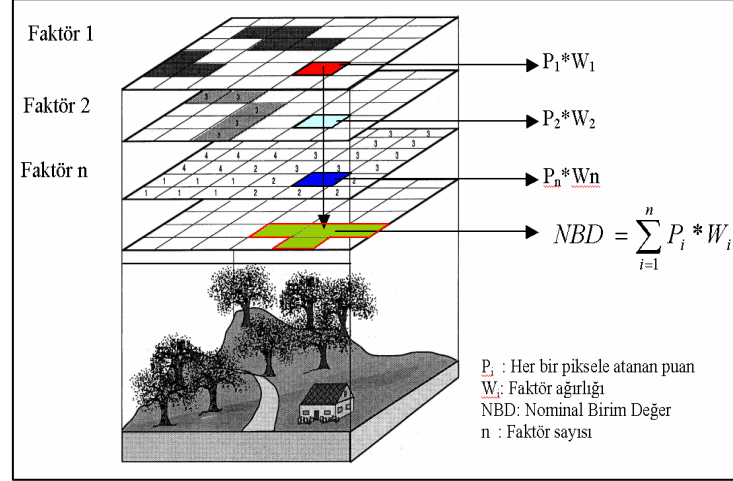 Faktör 1
P₁*W₁
Faktör 2
P₂*W₂
Faktör n
Pₙ*Wn
NBD = ∑ᵢ₌₁ⁿ Pᵢ * Wᵢ
Pᵢ : Her bir piksele atanan puan
Wᵢ: Faktör ağırlığı
NBD: Nominal Birim Değer
n : Faktör sayısı